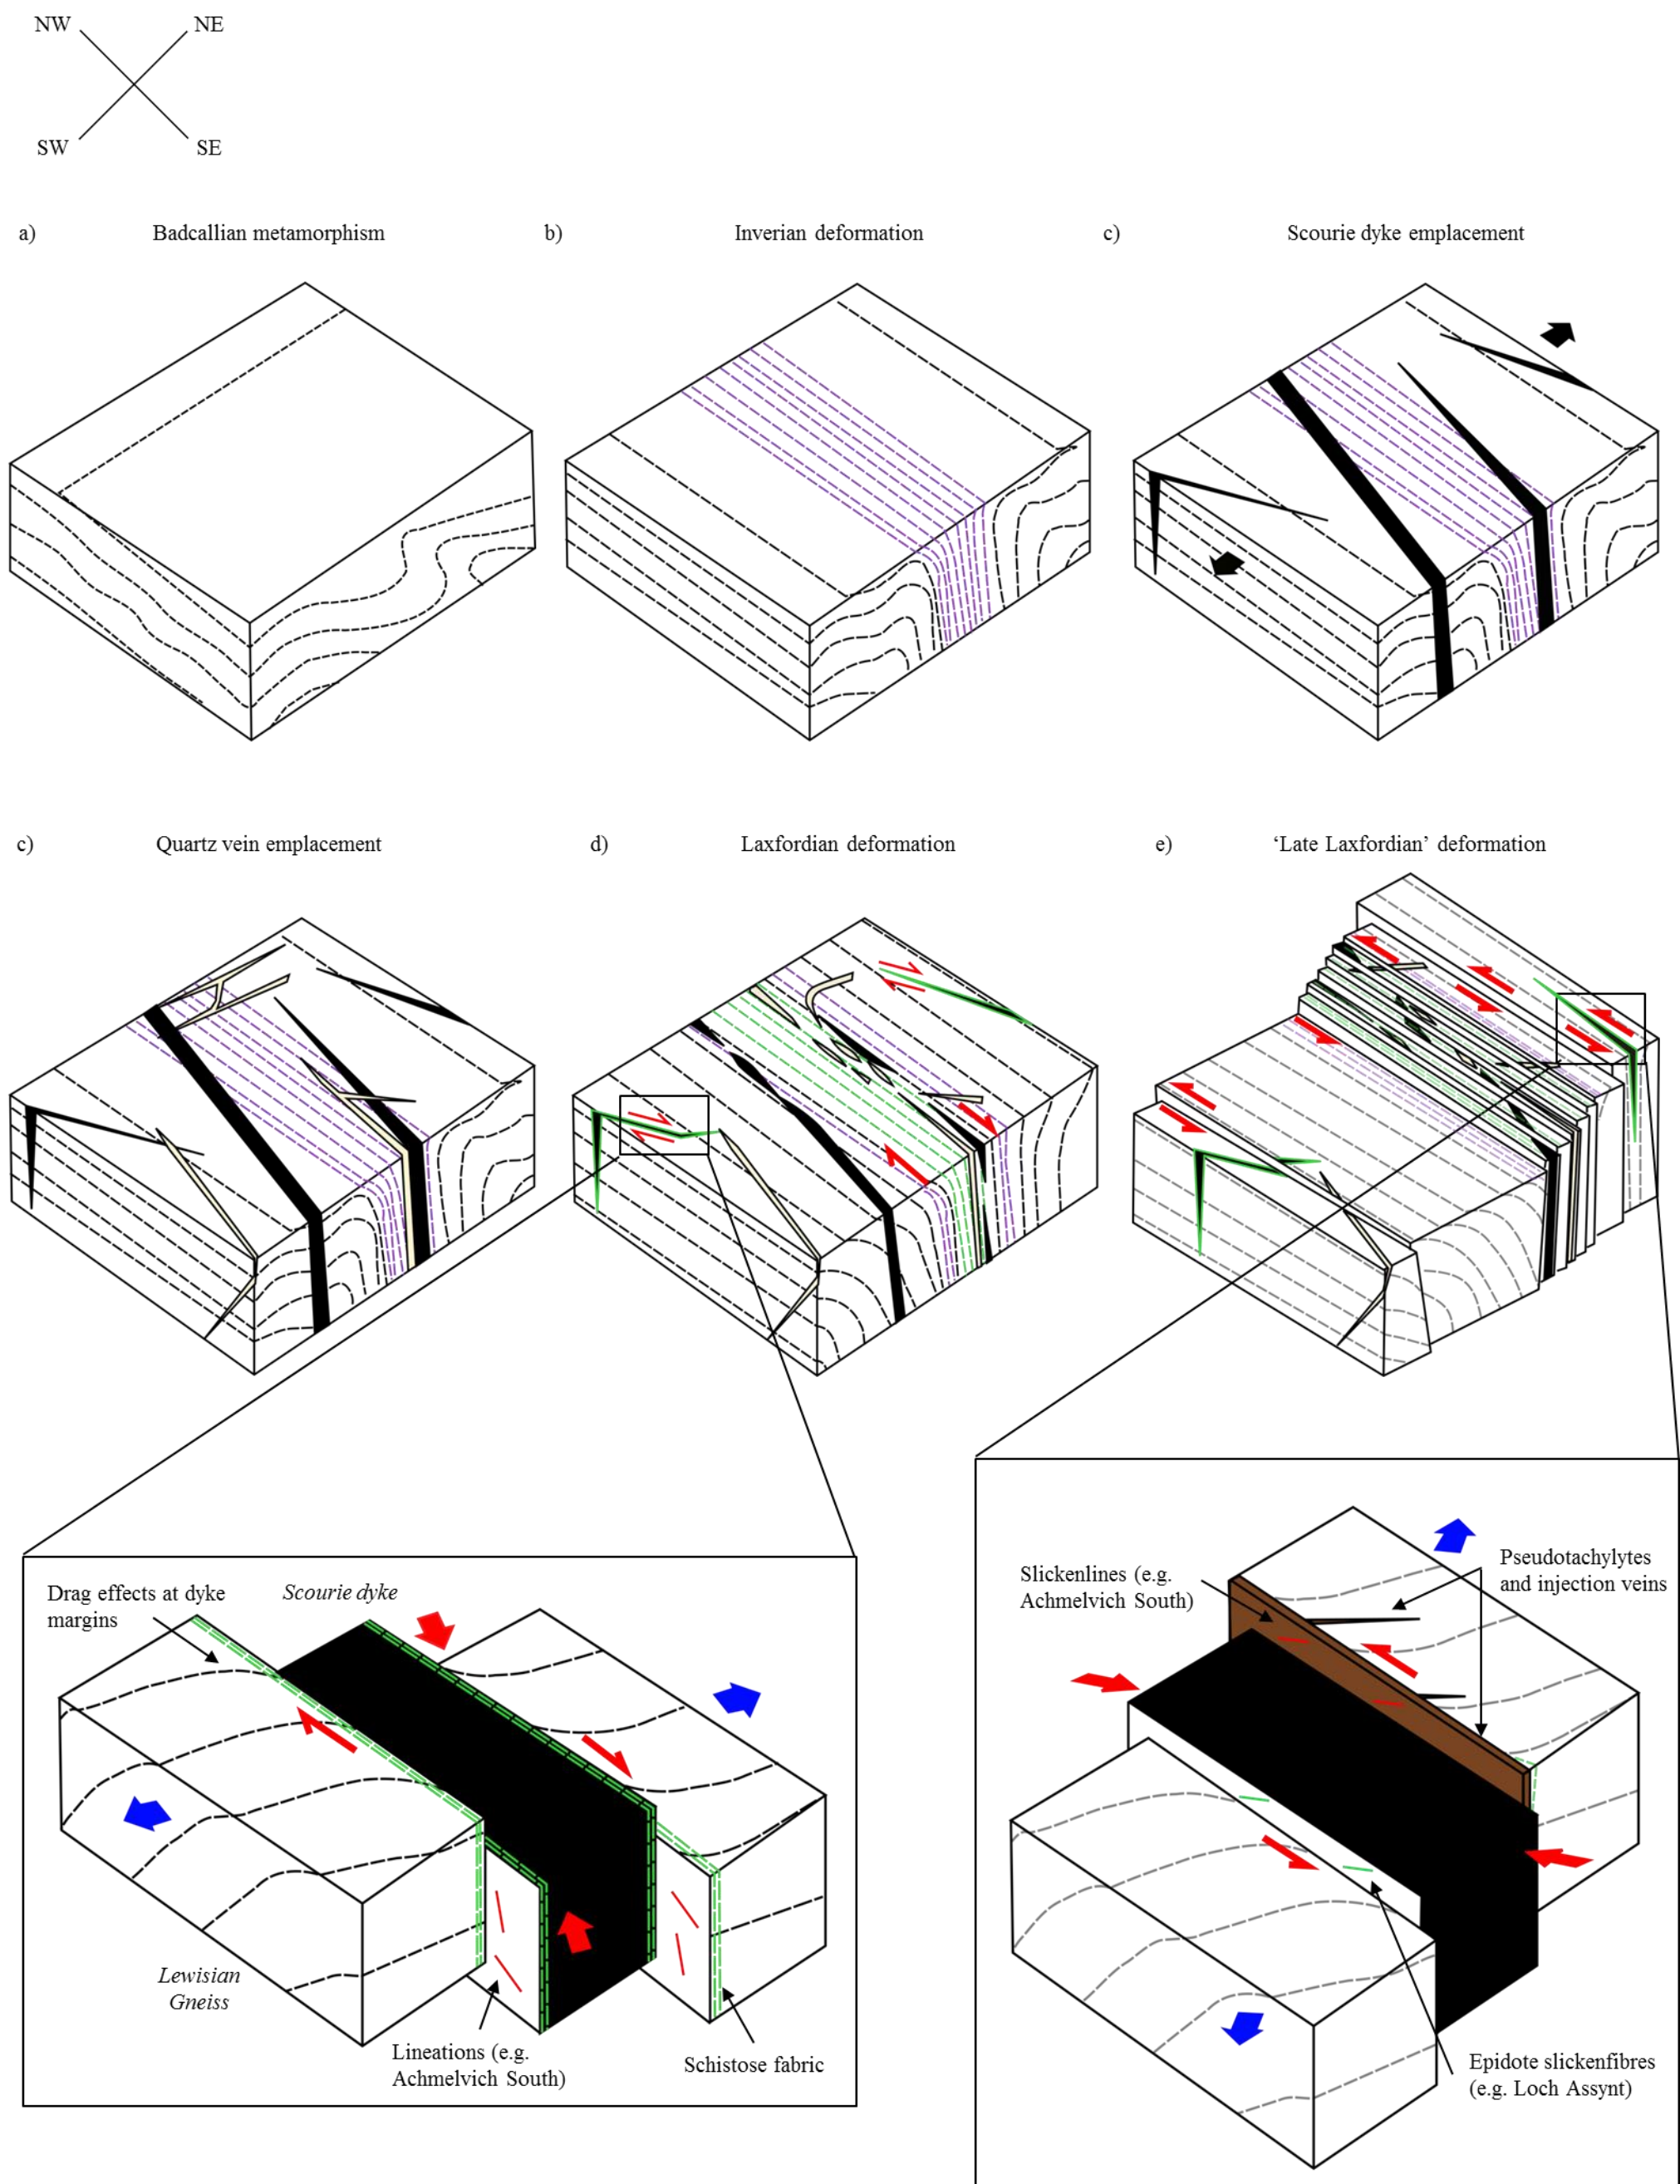 NW
NE
SW
SE
a)
Badcallian metamorphism
b)
Inverian deformation
c)
Scourie dyke emplacement
c)
Quartz vein emplacement
d)
Laxfordian deformation
e)
‘Late Laxfordian’ deformation
Drag effects at dyke
margins
Scourie dyke
Lewisian
Gneiss
Lineations (e.g.
Achmelvich South)
Schistose fabric
Slickenlines (e.g.
Achmelvich South)
Pseudotachylytes
and injection veins
Epidote slickenfibres
(e.g. Loch Assynt)